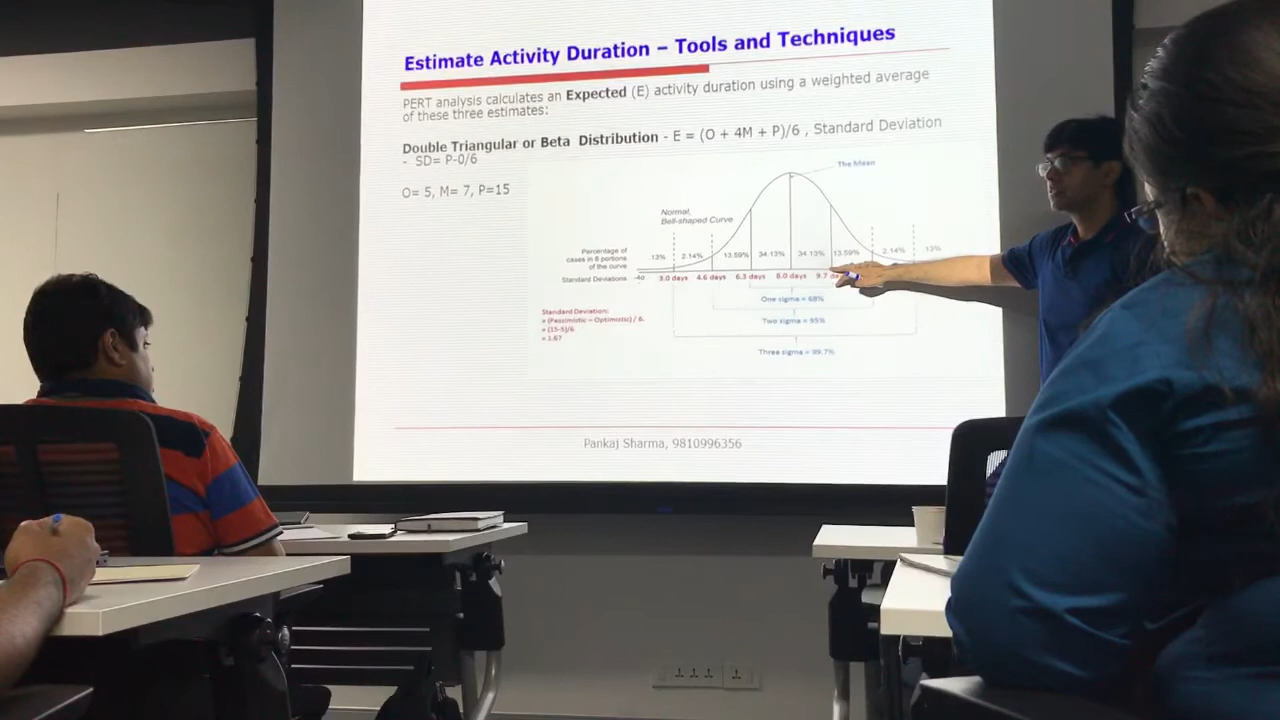 Estimate Activity Duration – Tools and Techniques
PERT analysis calculates an Expected (E) activity duration using a weighted average
of these three estimates:
Double Triangular or Beta Distribution - E = (O + 4M + P)/6 , Standard Deviation
- SD= P-0/6
O= 5, M= 7, P=15
The Mean
Normal,
Bell-shaped Curve
Percentage of
cases in 8 portions
of the curve
.13% 2.14% 13.59% 34.13% 34.13% 13.59% 2.14% .13%
Standard Deviations -4σ 3.0 days 4.6 days 6.3 days 8.0 days 9.7
One sigma = 68%
Two sigma = 95%
Three sigma = 99.7%
Standard Deviation:
= (Pessimistic – Optimistic) / 6.
= (15-5)/6
= 1.67
Pankaj Sharma, 9810996356